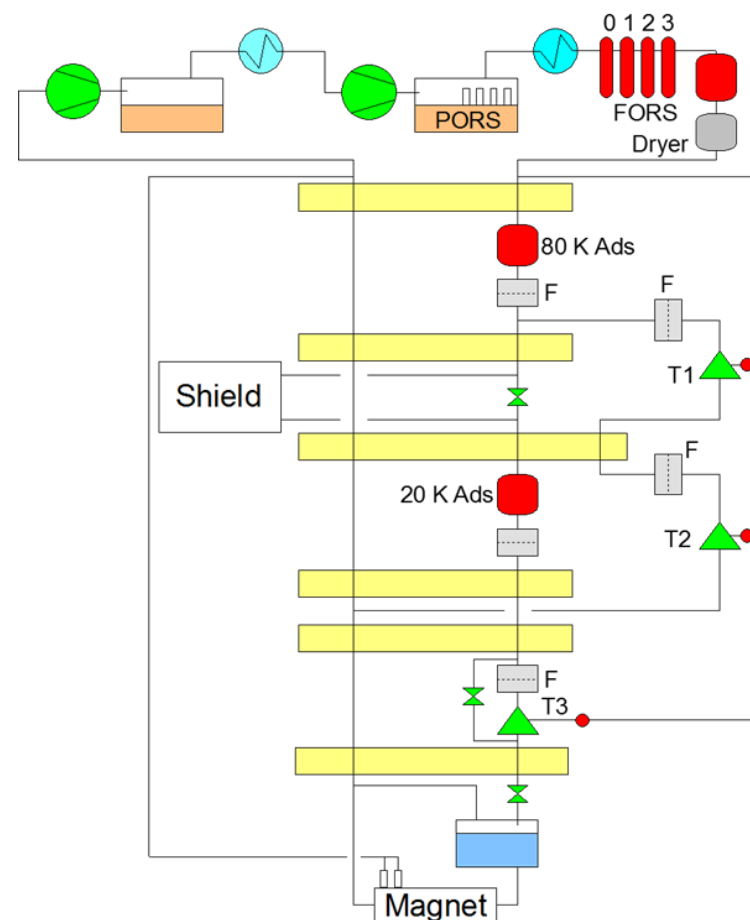 0 1 2 3
PORS
FORS
Dryer
80 K Ads
F
F
T1
Shield
F
20 K Ads
T2
F
T3
Magnet